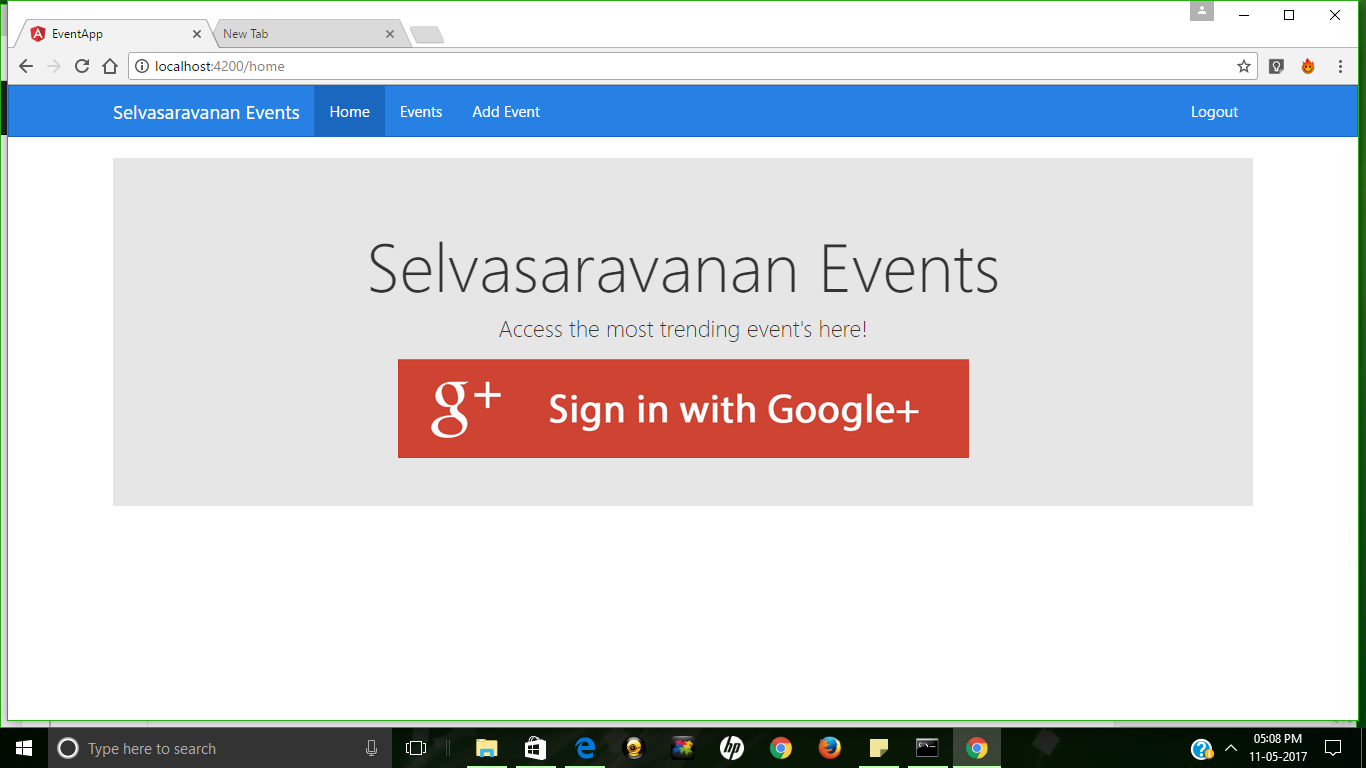 EventApp
New Tab
localhost:4200/home
Selvasaravanan Events
Home
Events
Add Event
Logout
Selvasaravanan Events
Access the most trending event's here!
g+ Sign in with Google+
Type here to search
hp
05:08 PM
11-05-2017